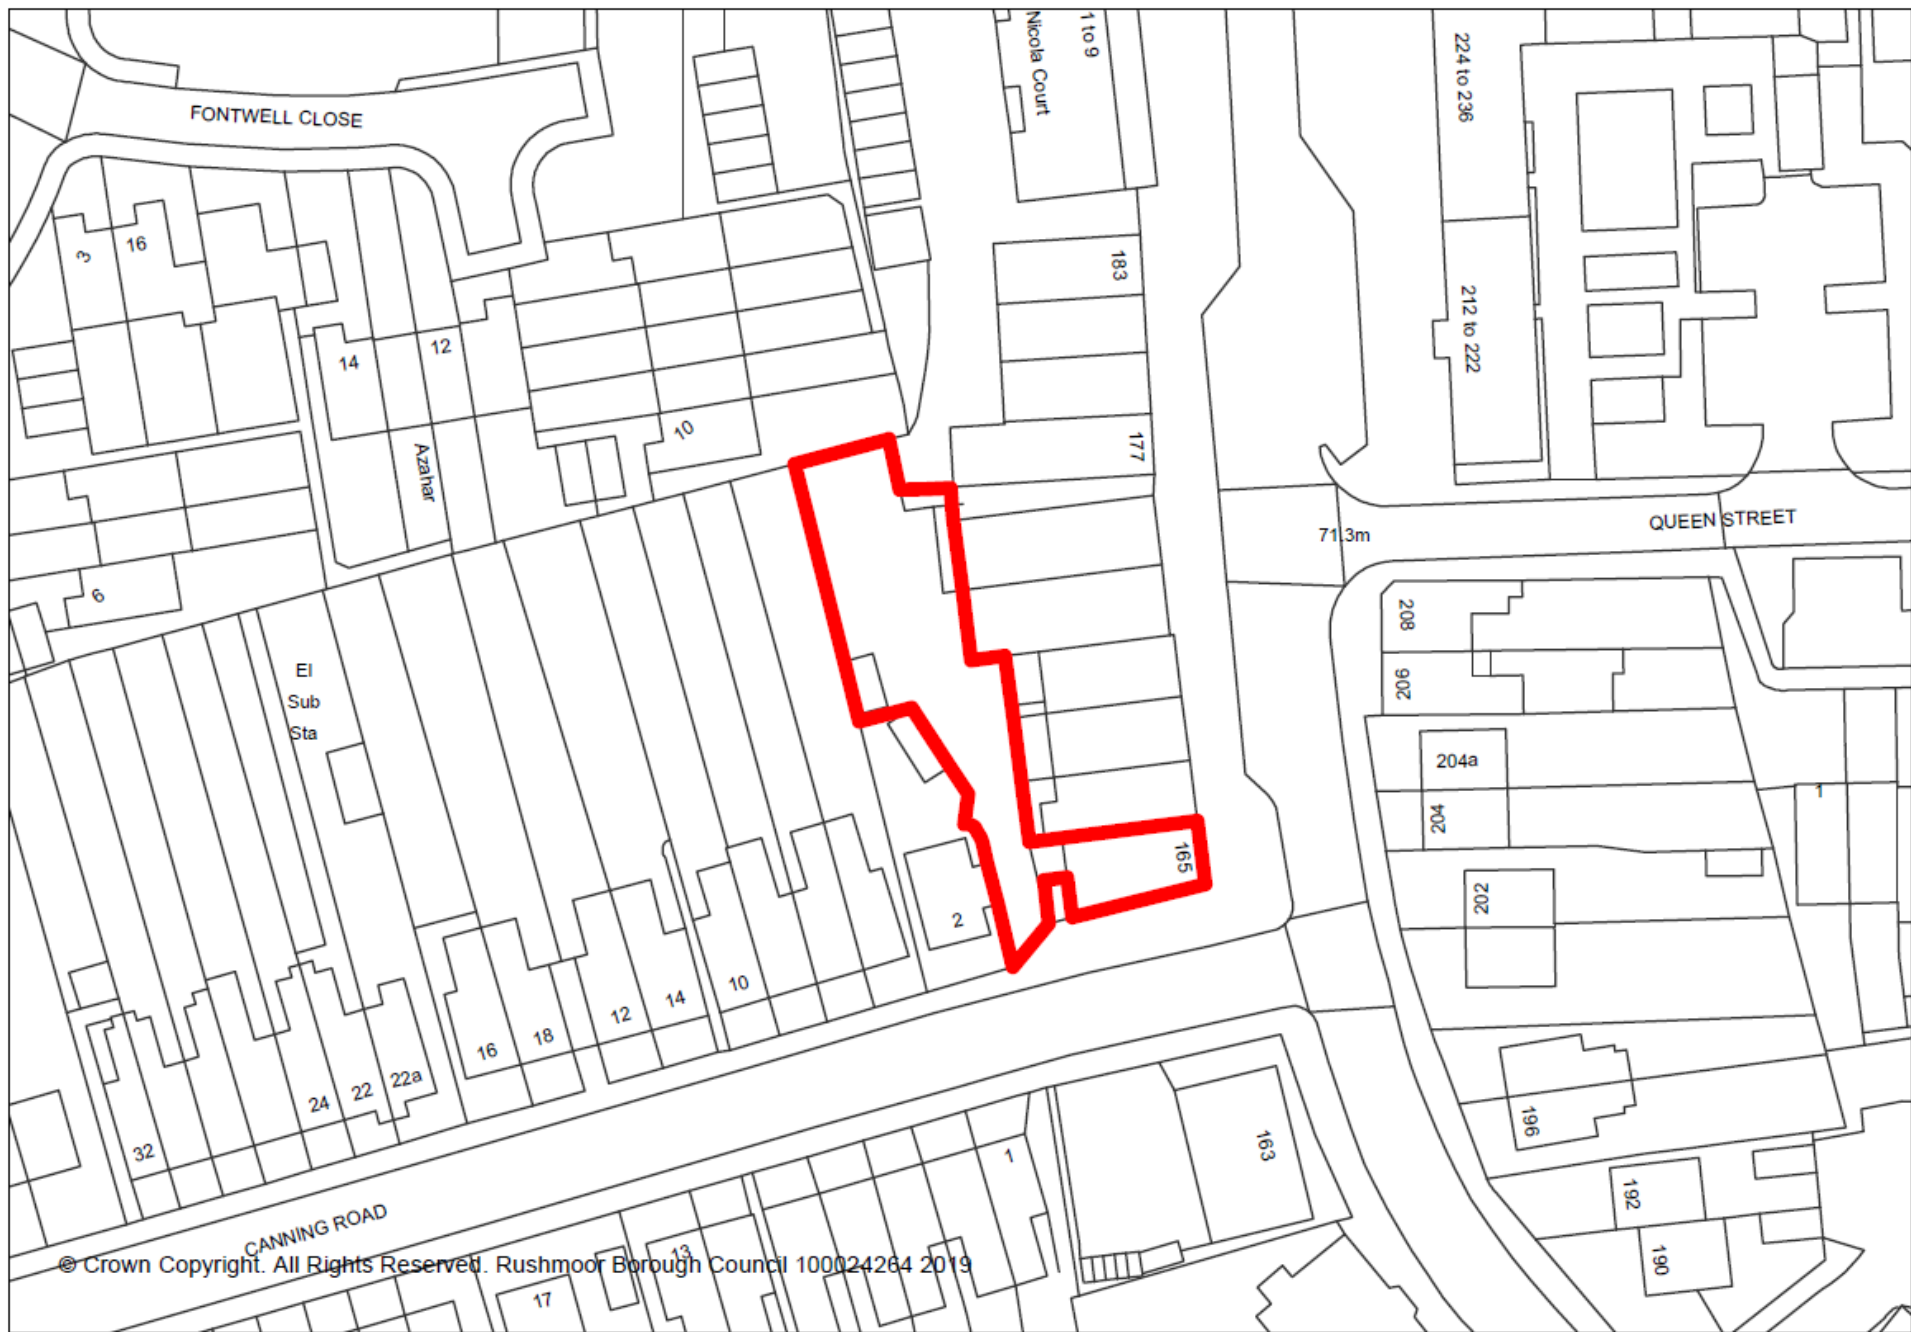 Nicola Court
1 to 9
224 to 236
FONTWELL CLOSE
3
16
183
212 to 222
14
12
10
177
Azahar
QUEEN STREET
71.3m
6
208
El
Sub
Sta
206
204a
1
204
165
202
2
10
14
12
18
16
22a
22
24
32
196
163
1
192
CANNING ROAD
13
190
© Crown Copyright. All Rights Reserved. Rushmoor Borough Council 100024264 2019
17